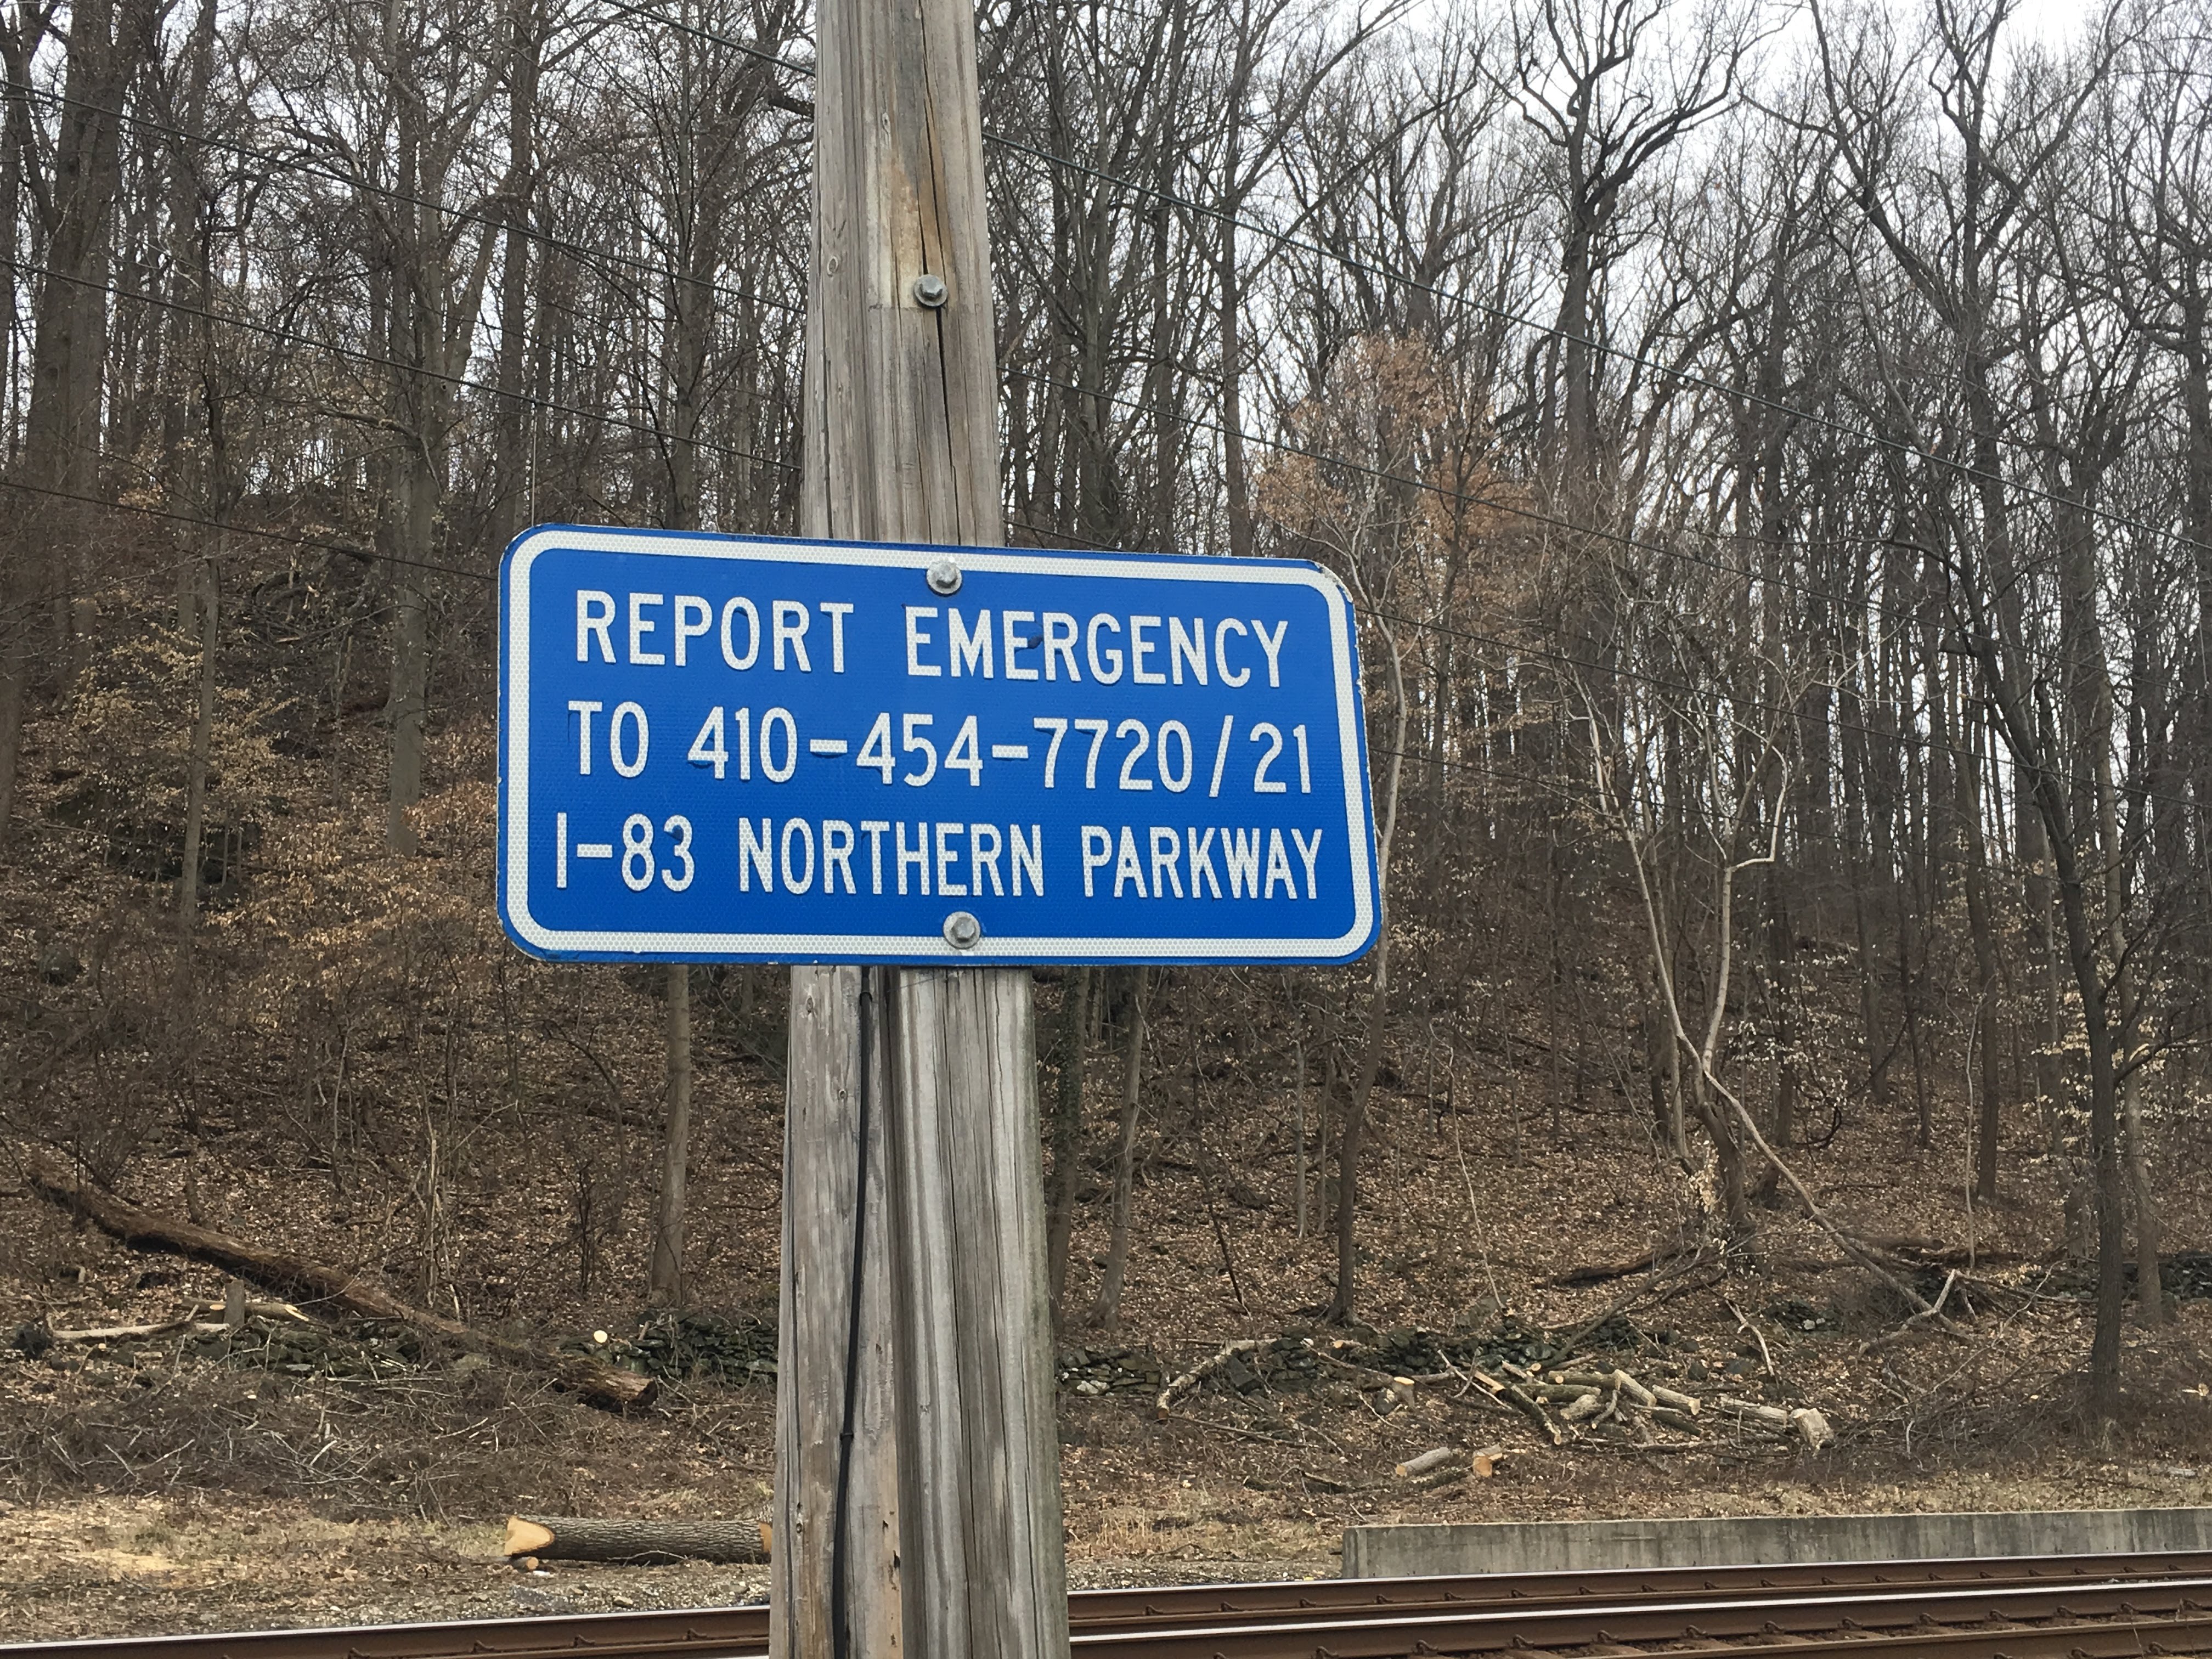 REPORT EMERGENCY
TO 410-454-7720/21
I-83 NORTHERN PARKWAY